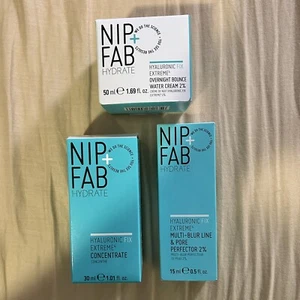 NIP+
FAB
HYDRATE
HYALURONIC FIX
EXTREME⁴
OVERNIGHT BOUNCE
WATER CREAM 2%
50 ml ℮ 1.69 fl.oz.
NIP+
FAB
HYDRATE
HYALURONIC FIX
EXTREME⁴
CONCENTRATE
30 ml ℮ 1.01 fl.oz.
NIP+
FAB
HYDRATE
HYALURONIC FIX
EXTREME⁴
MULTI-BLUR LINE
& PORE
PERFECTOR 2%
15 ml ℮ 0.5 fl.oz.